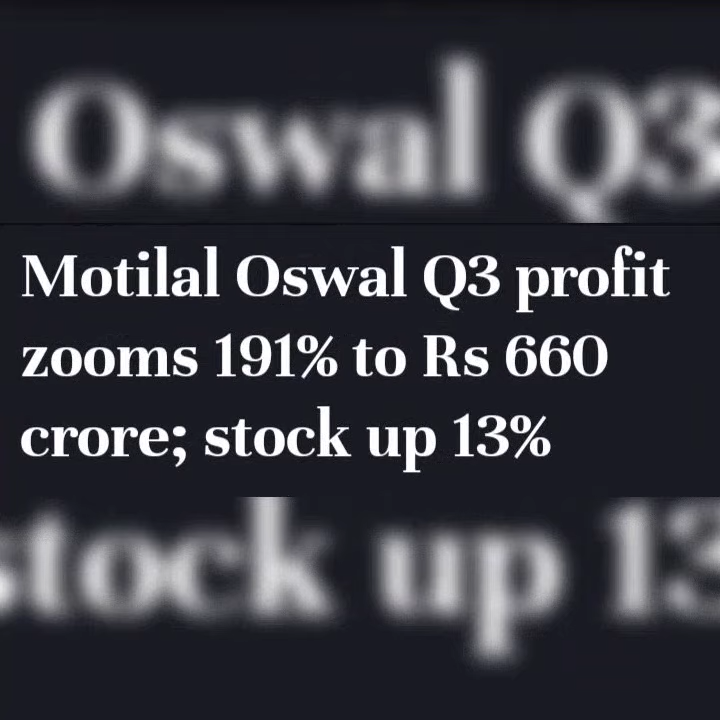 Oswal Q3
Motilal Oswal Q3 profit
zooms 191% to Rs 660
crore; stock up 13%
stock up 13